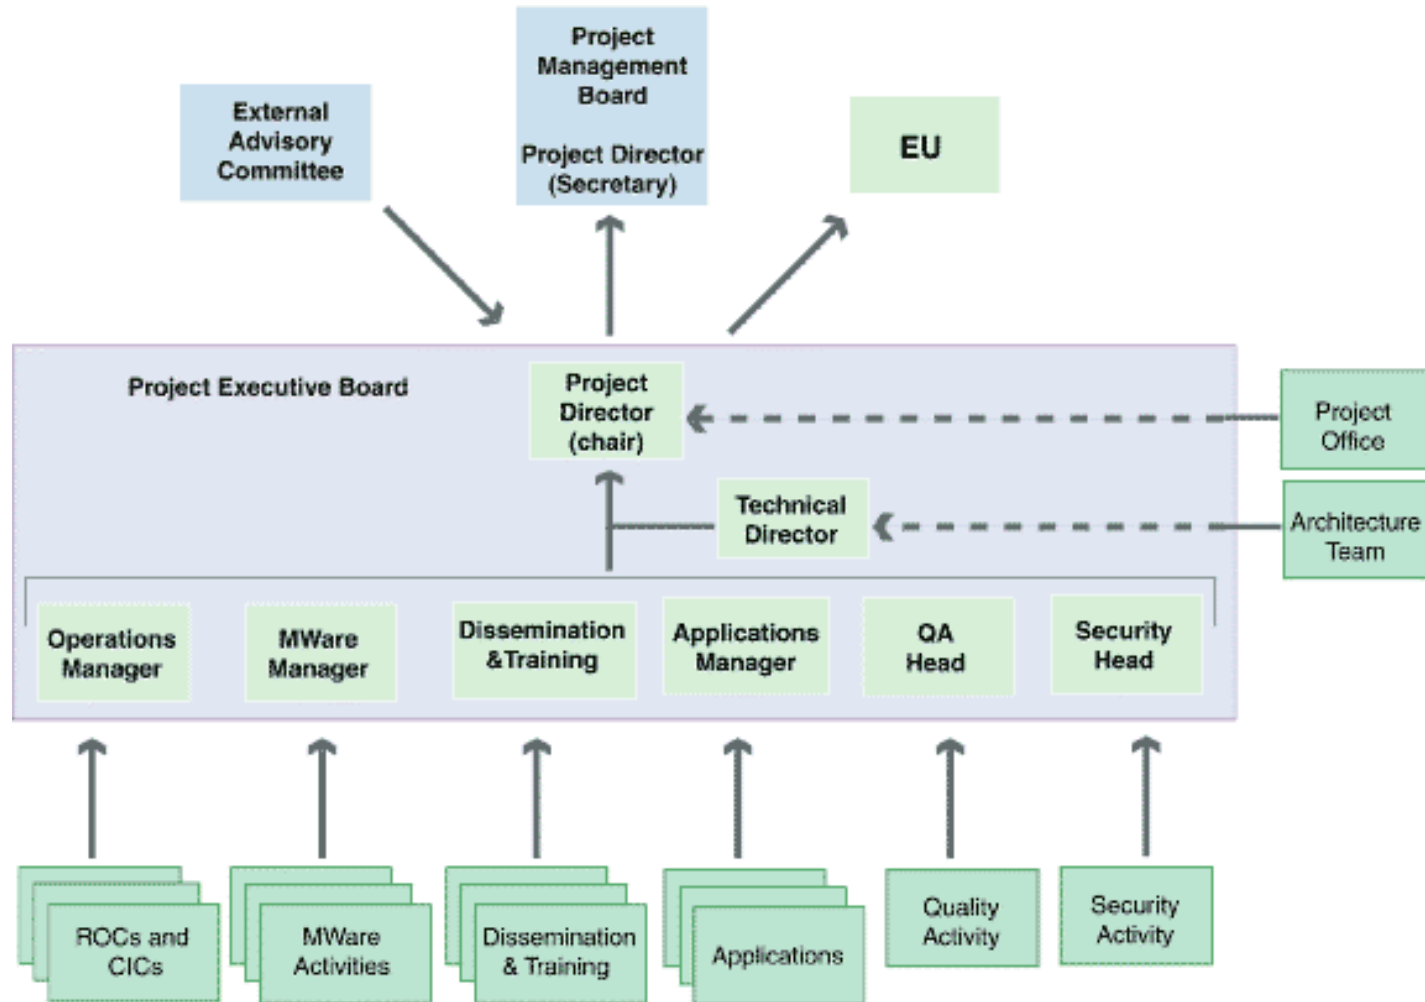 External
Advisory
Committee
Project
Management
Board
Project Director
(Secretary)
EU
Project Executive Board
Project
Director
(chair)
Project
Office
Technical
Director
Architecture
Team
Operations
Manager
MWare
Manager
Dissemination
&Training
Applications
Manager
QA
Head
Security
Head
ROCs and
CICs
MWare
Activities
Dissemination
& Training
Applications
Quality
Activity
Security
Activity